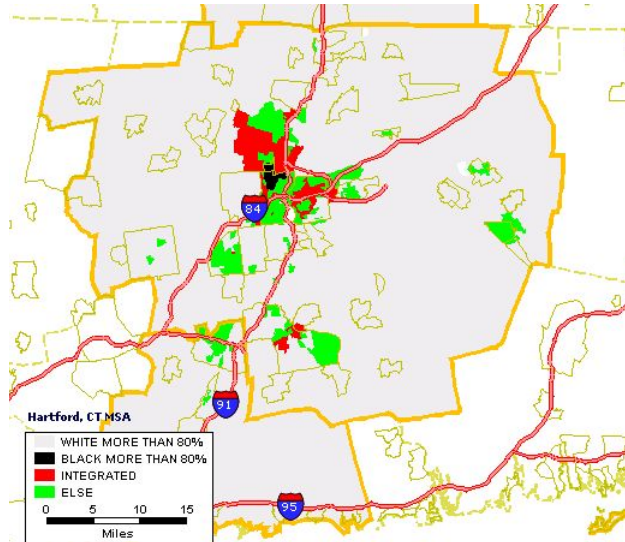 84
91
95
Hartford, CT MSA
WHITE MORE THAN 80%
BLACK MORE THAN 80%
INTEGRATED
ELSE
0 5 10 15
Miles